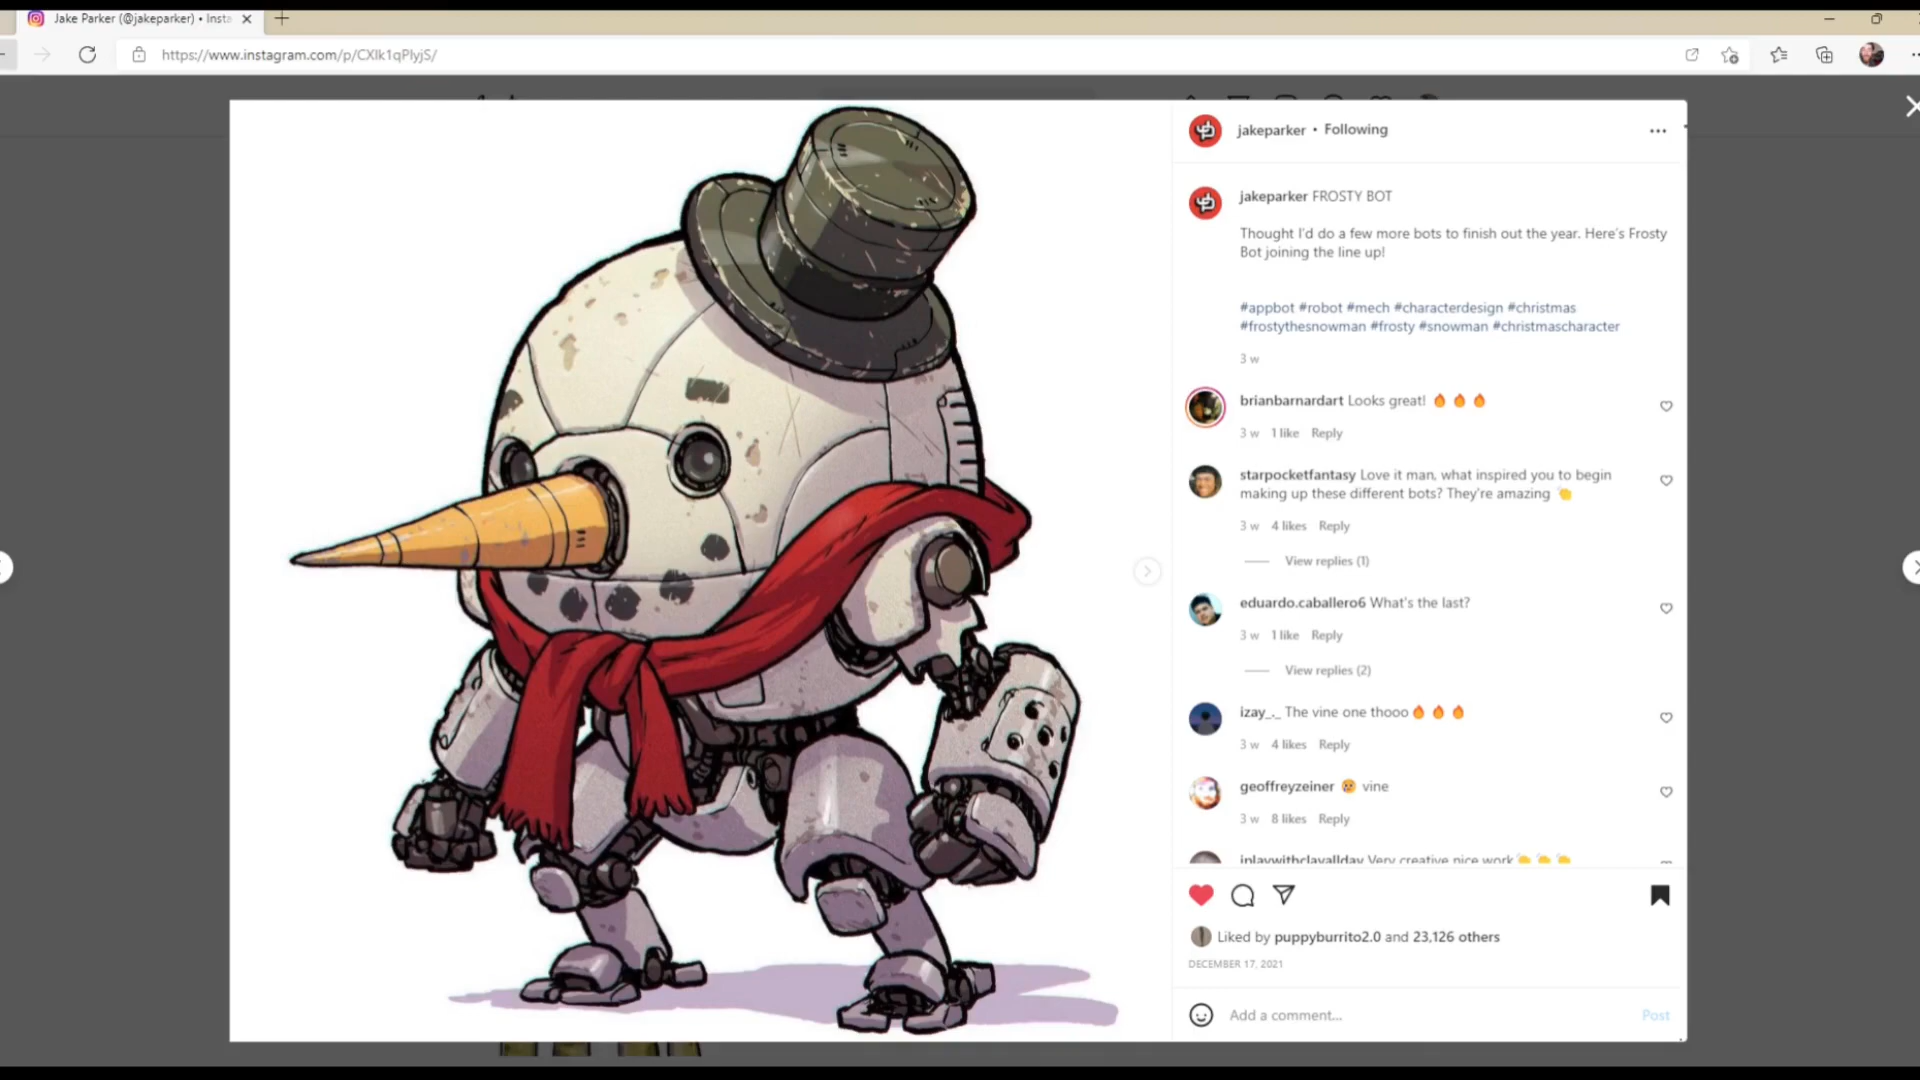 Jake Parker (@jakeparker) • Insta
https://www.instagram.com/p/CXlk1qPlyjS/
jakeparker • Following
jakeparker FROSTY BOT
Thought I'd do a few more bots to finish out the year. Here's Frosty
Bot joining the line up!
#appbot #robot #mech #characterdesign #christmas
#frostythesnowman #frosty #snowman #christmascharacter
3 w
brianbarnardart Looks great! 🔥 🔥 🔥
3 w 1 like Reply
starpocketfantasy Love it man, what inspired you to begin
making up these different bots? They're amazing 👏
3 w 4 likes Reply
View replies (1)
eduardo.caballero6 What's the last?
3 w 1 like Reply
View replies (2)
izay_._ The vine one thooo 🔥 🔥 🔥
3 w 4 likes Reply
geoffreyzeiner 🥺 vine
3 w 8 likes Reply
iplaywithclayallday Very creative nice work 👏 👏 👏
Liked by puppyburrito2.0 and 23,126 others
DECEMBER 17, 2021
Add a comment...
Post